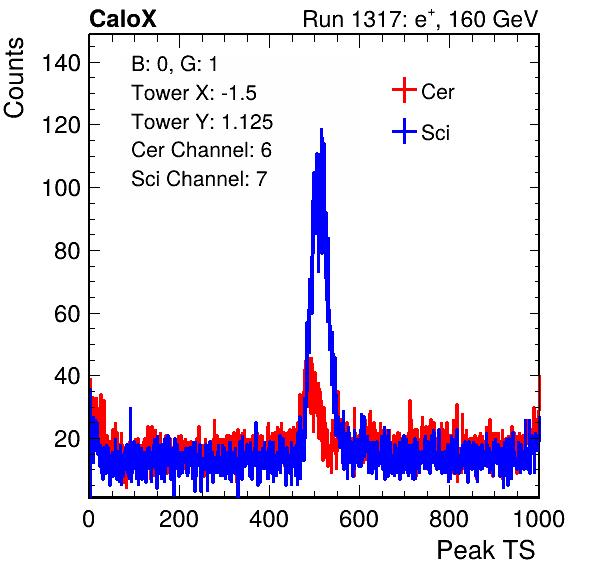 CaloX Run 1317: e⁺, 160 GeV
Counts
B: 0, G: 1
Tower X: -1.5
Tower Y: 1.125
Cer Channel: 6
Sci Channel: 7
Cer
Sci
140
120
100
80
60
40
20
0 200 400 600 800 1000
Peak TS